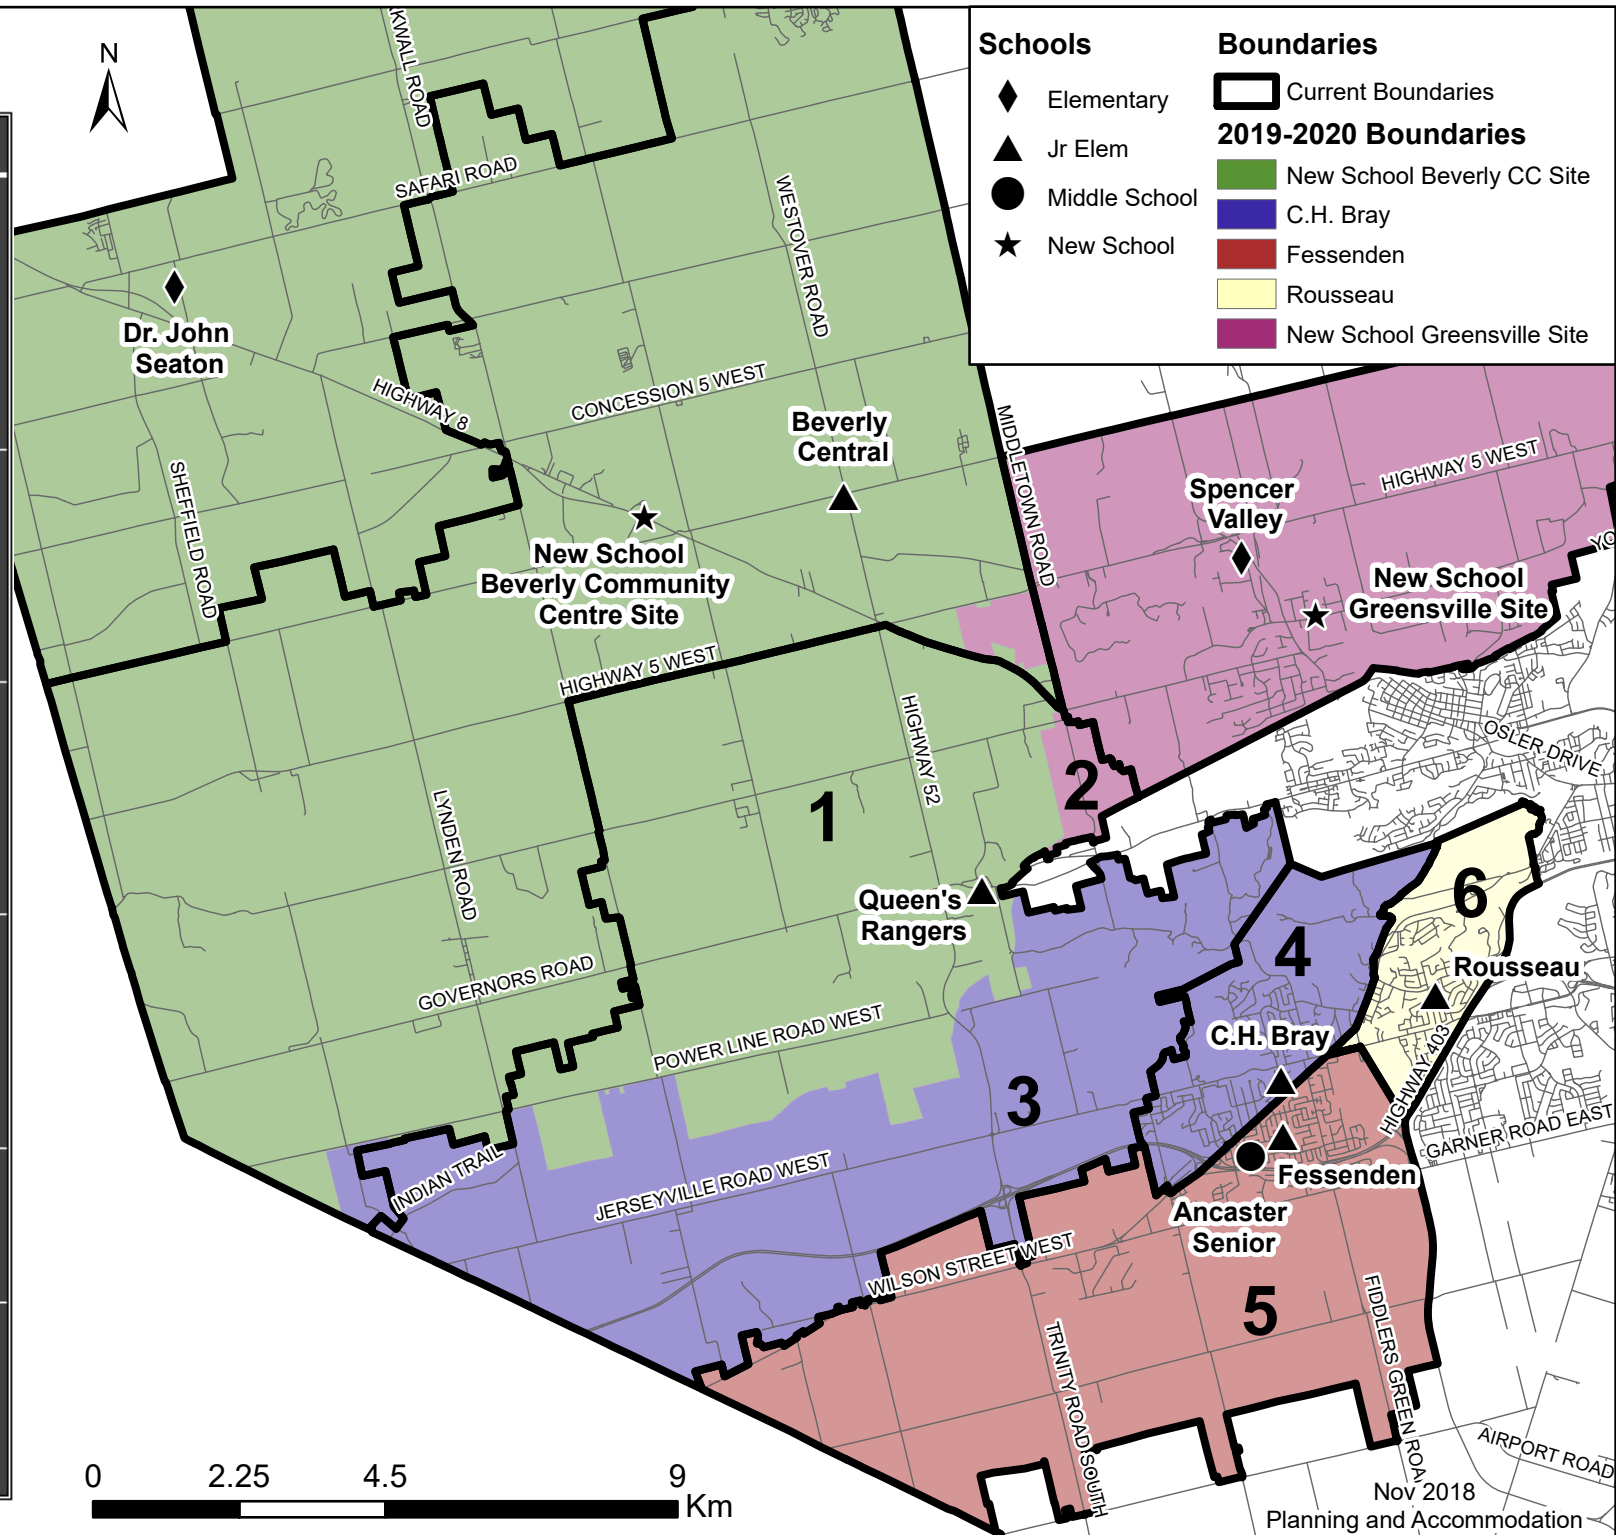 N
Schools
Elementary
Jr Elem
Middle School
New School
Boundaries
Current Boundaries
2019-2020 Boundaries
New School Beverly CC Site
C.H. Bray
Fessenden
Rousseau
New School Greensville Site
SAFARI ROAD
WESTOVER ROAD
Dr. John
Seaton
HIGHWAY 8
CONCESSION 5 WEST
Beverly
Central
MIDDLETOWN ROAD
HIGHWAY 5 WEST
SHEFFIELD ROAD
Spencer
Valley
New School
Beverly Community
Centre Site
New School
Greensville Site
HIGHWAY 5 WEST
HIGHWAY 52
OSLER DRIVE
1
2
LYNDEN ROAD
Queen's
Rangers
6
4
Rousseau
GOVERNORS ROAD
POWER LINE ROAD WEST
C.H. Bray
3
HIGHWAY 403
GARNER ROAD EAST
INDIAN TRAIL
JERSEYVILLE ROAD WEST
Fessenden
Ancaster
Senior
WILSON STREET WEST
5
TRINITY ROAD SOUTH
FIDDLERS GREEN ROA
AIRPORT ROAD
0 2.25 4.5 9
Km
Nov 2018
Planning and Accommodation